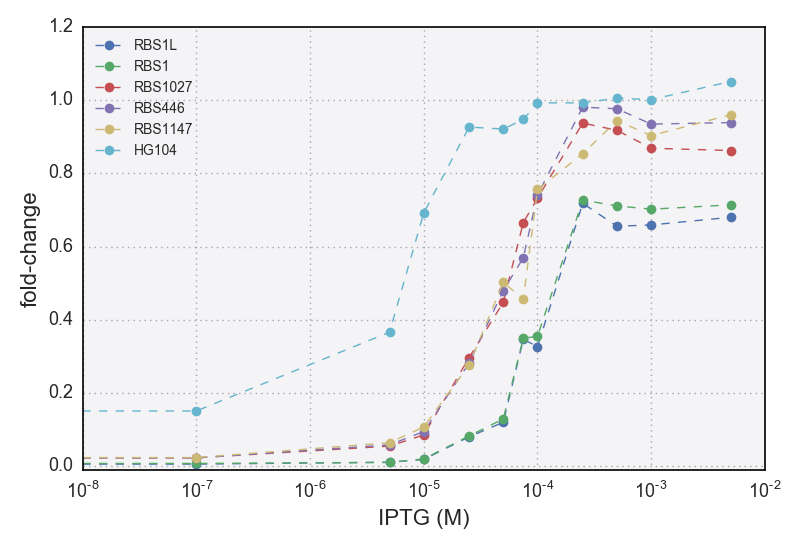 1.2
1.0
0.8
0.6
0.4
0.2
0.0
fold-change
RBS1L
RBS1
RBS1027
RBS446
RBS1147
HG104
10-8 10-7 10-6 10-5 10-4 10-3 10-2
IPTG (M)